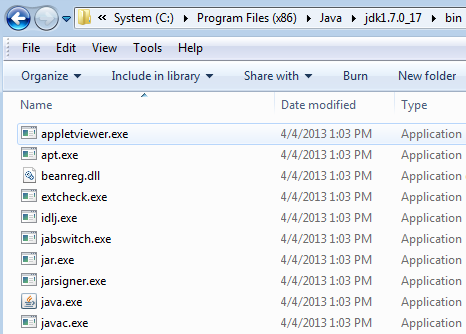 System (C:) Program Files (x86) Java jdk1.7.0_17 bin
File Edit View Tools Help
Organize Include in library Share with Burn New folder
Name Date modified Type
appletviewer.exe 4/4/2013 1:03 PM Application
apt.exe 4/4/2013 1:03 PM Application
beanreg.dll 4/4/2013 1:03 PM Application
extcheck.exe 4/4/2013 1:03 PM Application
idlj.exe 4/4/2013 1:03 PM Application
jabswitch.exe 4/4/2013 1:03 PM Application
jar.exe 4/4/2013 1:03 PM Application
jarsigner.exe 4/4/2013 1:03 PM Application
java.exe 4/4/2013 1:03 PM Application
javac.exe 4/4/2013 1:03 PM Application